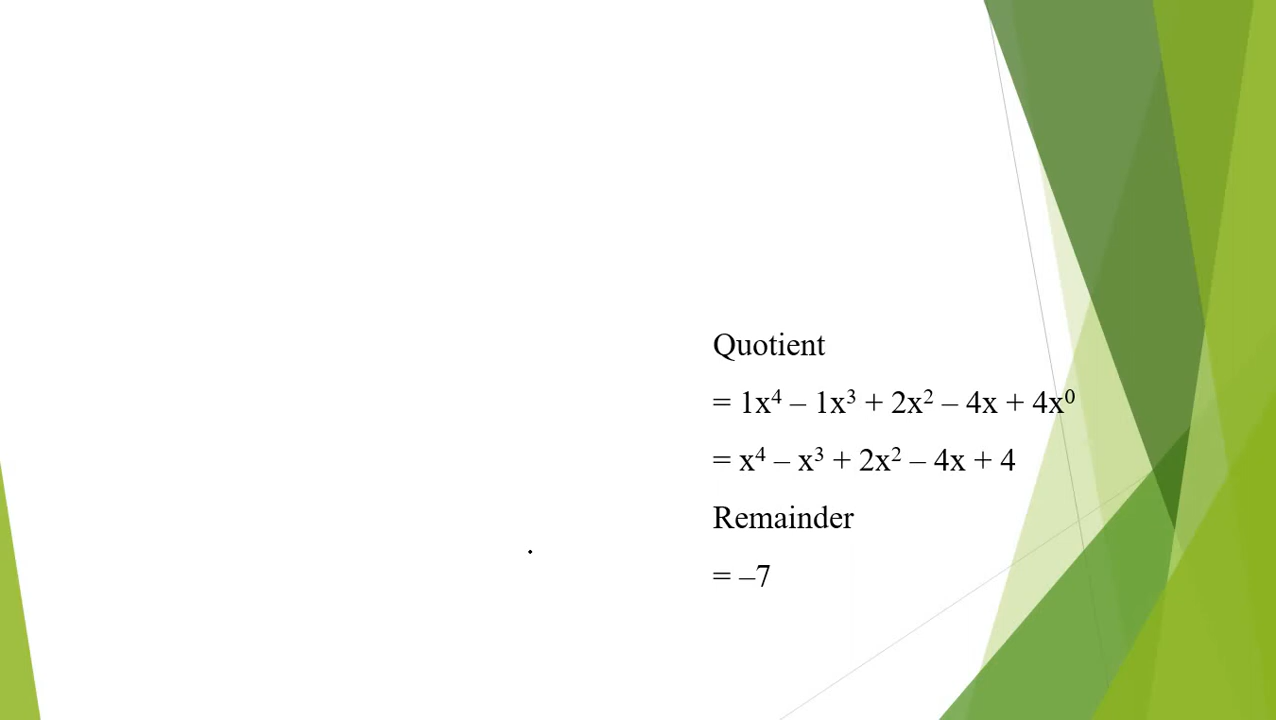 Quotient
= 1x⁴ – 1x³ + 2x² – 4x + 4x⁰
= x⁴ – x³ + 2x² – 4x + 4
Remainder
= –7